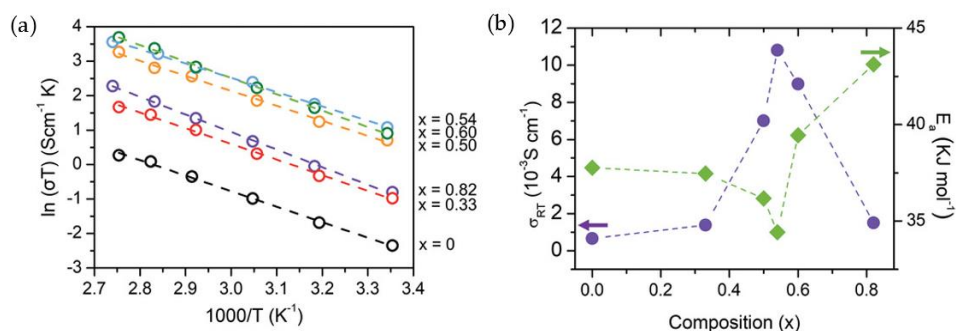 (a)
ln (σT) (Scm⁻¹ K)
4
3
2
1
0
-1
-2
-3
x = 0.54
x = 0.60
x = 0.50
x = 0.82
x = 0.33
x = 0
2.7 2.8 2.9 3.0 3.1 3.2 3.3 3.4
1000/T (K⁻¹)
(b)
σRT (10⁻³S cm⁻¹)
12
10
8
6
4
2
0
45
40
35
Eₐ (KJ mol⁻¹)
0.0 0.2 0.4 0.6 0.8
Composition (x)